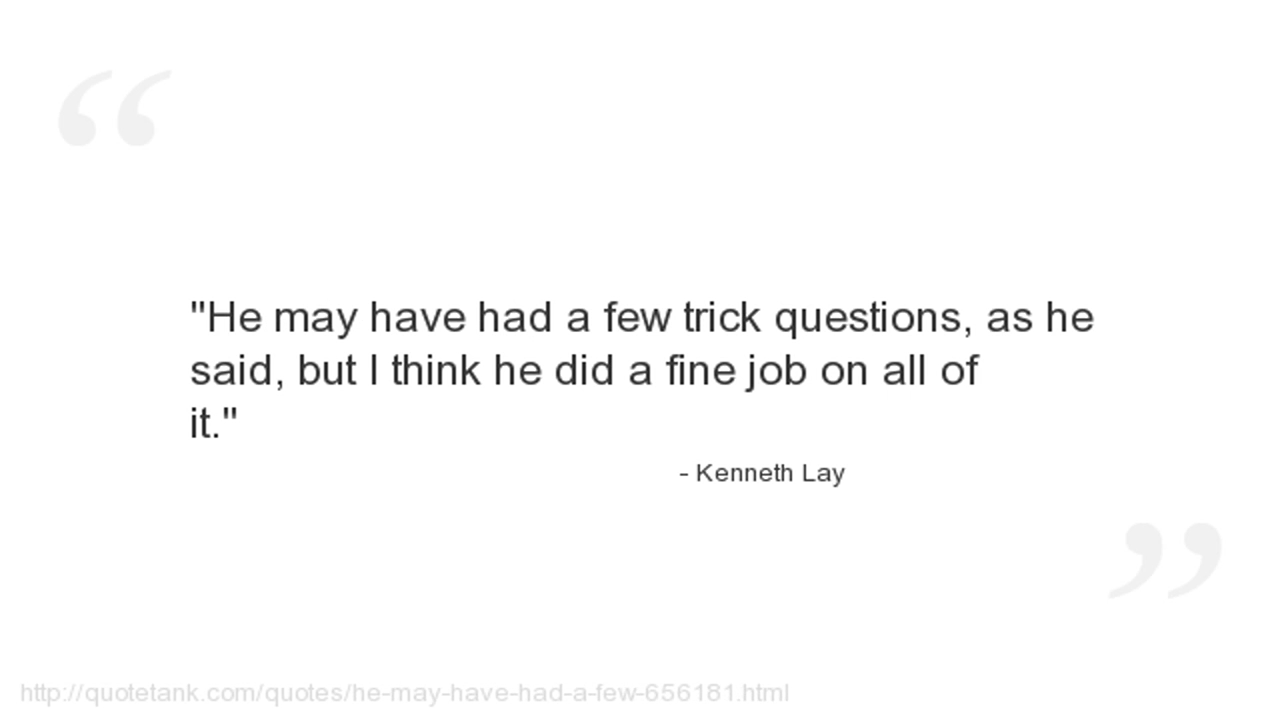 "He may have had a few trick questions, as he
said, but I think he did a fine job on all of
it."
- Kenneth Lay
http://quotetank.com/quotes/he-may-have-had-a-few-656181.html